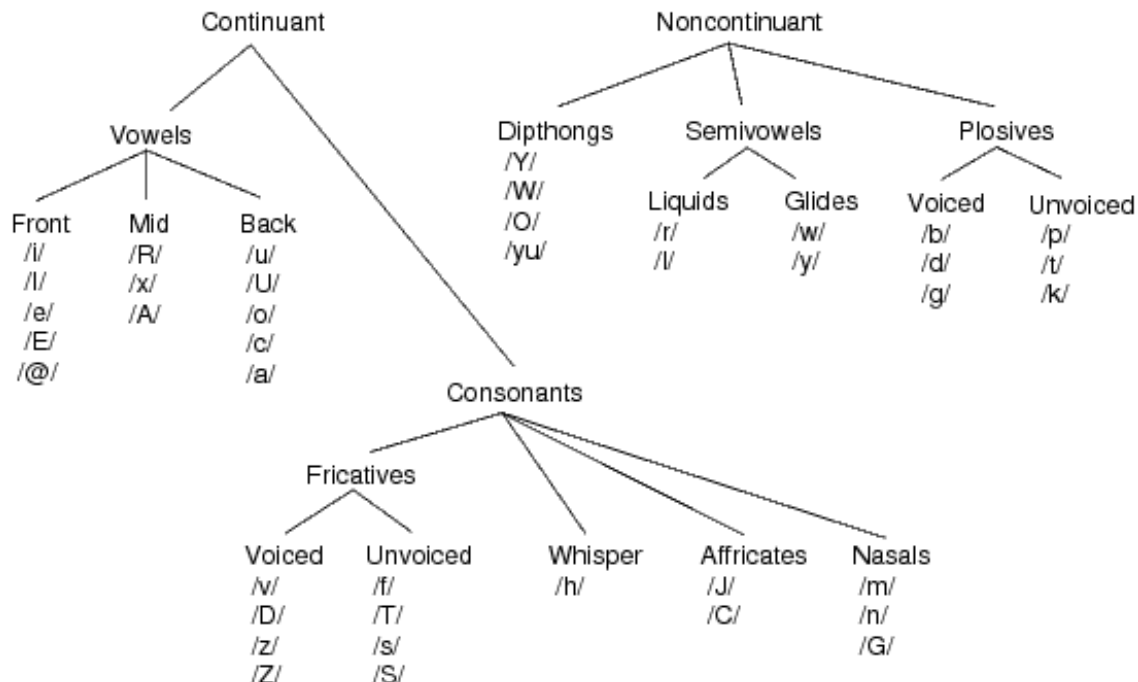 Continuant Noncontinuant
Vowels Dipthongs Semivowels Plosives
/Y/
/W/ Liquids Glides Voiced Unvoiced
Front Mid Back /O/ /r/ /w/ /b/ /p/
/i/ /R/ /u/ /yu/ /l/ /y/ /d/ /t/
/I/ /x/ /U/ /g/ /k/
/e/ /A/ /o/
/E/ /c/
/@/ /a/
Consonants
Fricatives
Voiced Unvoiced Whisper Affricates Nasals
/v/ /f/ /h/ /J/ /m/
/D/ /T/ /C/ /n/
/z/ /s/ /G/
/Z/ /S/